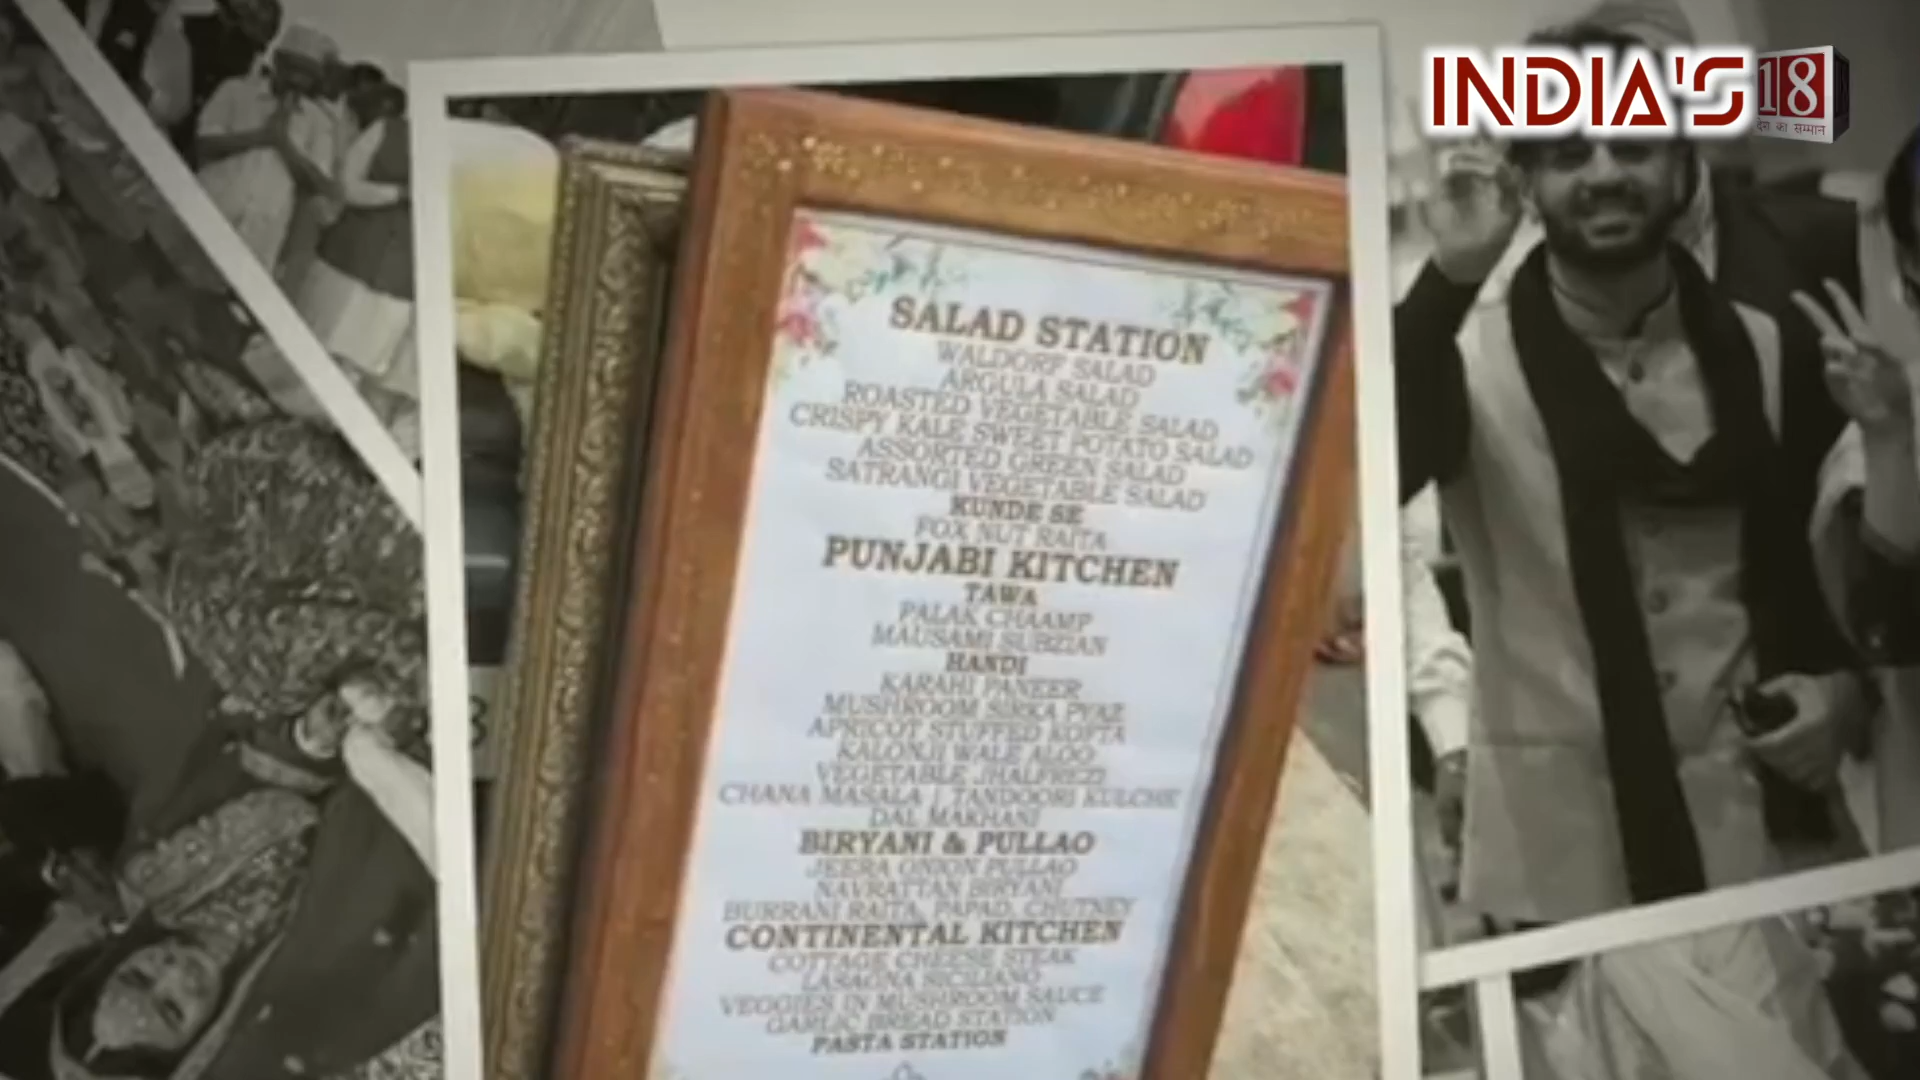 INDIA'S 18
देश का सम्मान
SALAD STATION
WALDORF SALAD
ARGULA SALAD
ROASTED VEGETABLE SALAD
CRISPY KALE SWEET POTATO SALAD
ASSORTED GREEN SALAD
SATRANGI VEGETABLE SALAD
KUNDE SE
FOX NUT RAITA
PUNJABI KITCHEN
TAWA
PALAK CHAAMP
MAUSAMI SUBZIAN
HANDI
KARAHI PANEER
MUSHROOM SIRKA PYAZ
APRICOT STUFFED KOFTA
KALONJI WALE ALOO
VEGETABLE JHALFREZI
CHANA MASALA | TANDOORI KULCHE
DAL MAKHANI
BIRYANI & PULLAO
JEERA ONION PULLAO
NAVRATTAN BIRYANI
BURRANI RAITA, PAPAD, CHUTNEY
CONTINENTAL KITCHEN
COTTAGE CHEESE STEAK
LASAGNA SICILIANO
VEGGIES IN MUSHROOM SAUCE
GARLIC BREAD STATION
PASTA STATION